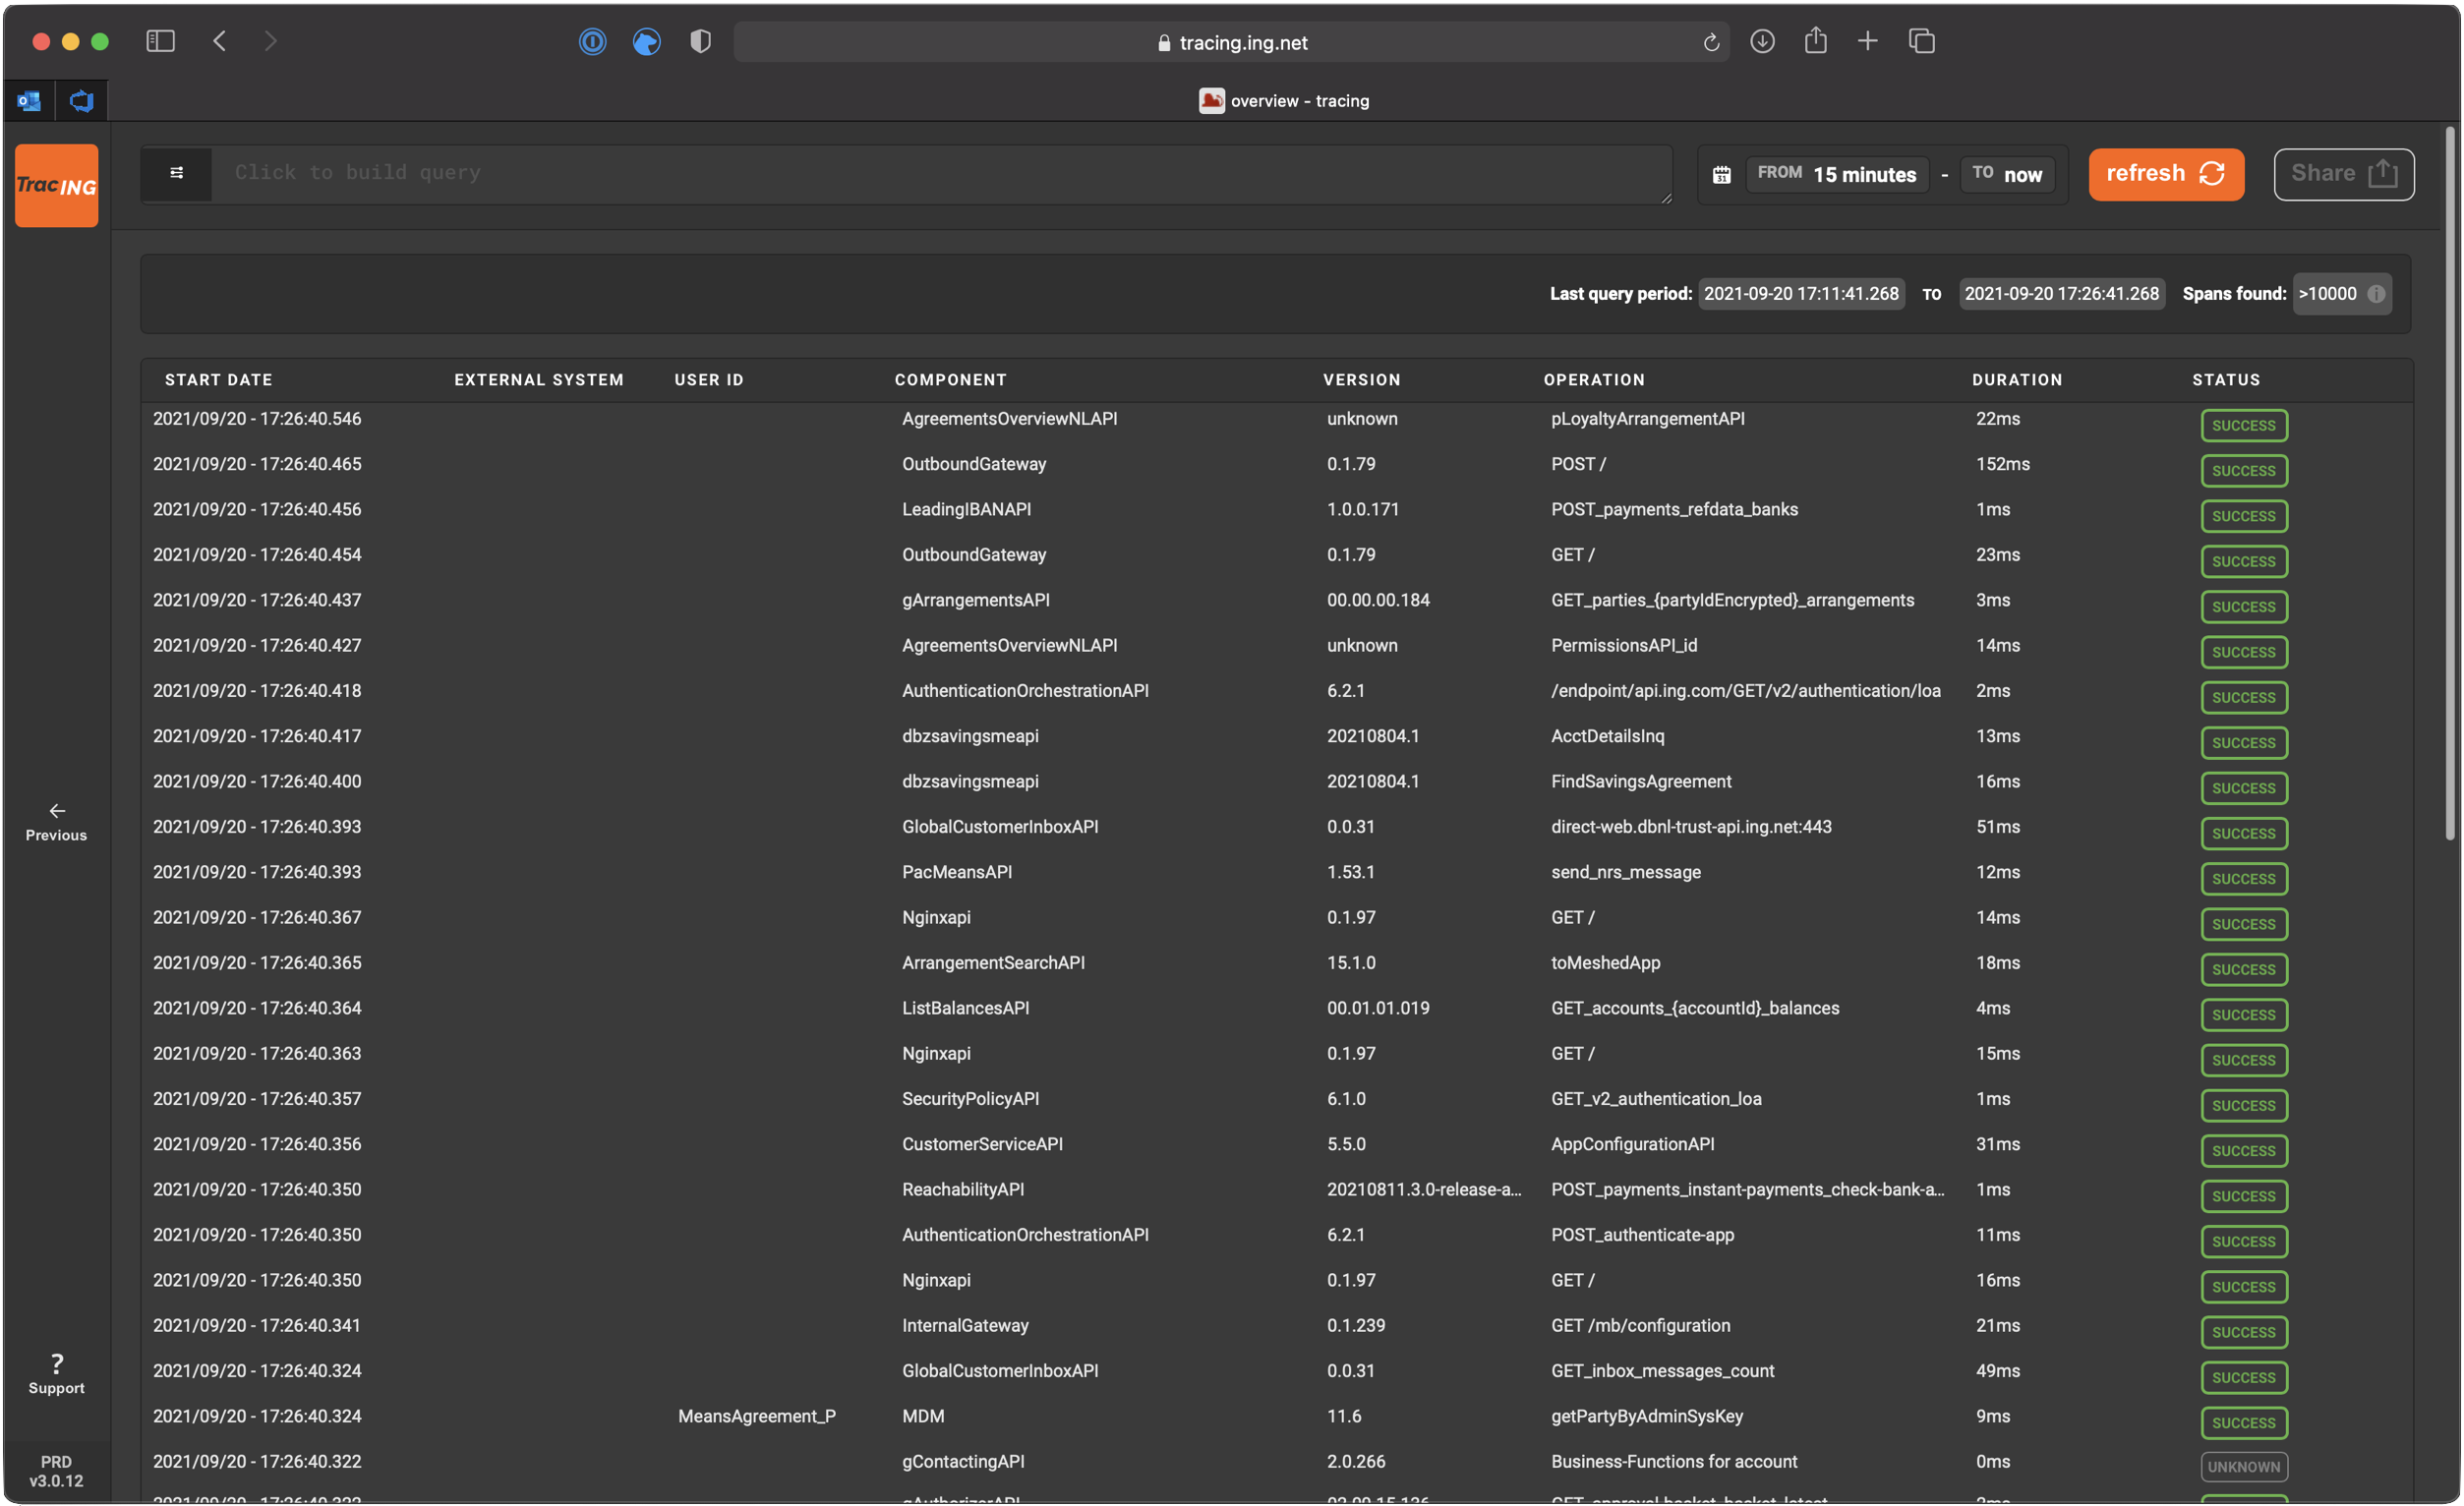 tracing.ing.net
overview - tracing
TracING
Click to build query
FROM 15 minutes - TO now
refresh
Share
Last query period: 2021-09-20 17:11:41.268 TO 2021-09-20 17:26:41.268 Spans found: >10000
START DATE EXTERNAL SYSTEM USER ID COMPONENT VERSION OPERATION DURATION STATUS
2021/09/20 - 17:26:40.546 AgreementsOverviewNLAPI unknown pLoyaltyArrangementAPI 22ms SUCCESS
2021/09/20 - 17:26:40.465 OutboundGateway 0.1.79 POST / 152ms SUCCESS
2021/09/20 - 17:26:40.456 LeadingIBANAPI 1.0.0.171 POST_payments_refdata_banks 1ms SUCCESS
2021/09/20 - 17:26:40.454 OutboundGateway 0.1.79 GET / 23ms SUCCESS
2021/09/20 - 17:26:40.437 gArrangementsAPI 00.00.00.184 GET_parties_{partyIdEncrypted}_arrangements 3ms SUCCESS
2021/09/20 - 17:26:40.427 AgreementsOverviewNLAPI unknown PermissionsAPI_id 14ms SUCCESS
2021/09/20 - 17:26:40.418 AuthenticationOrchestrationAPI 6.2.1 /endpoint/api.ing.com/GET/v2/authentication/loa 2ms SUCCESS
2021/09/20 - 17:26:40.417 dbzsavingsmeapi 20210804.1 AcctDetailsInq 13ms SUCCESS
2021/09/20 - 17:26:40.400 dbzsavingsmeapi 20210804.1 FindSavingsAgreement 16ms SUCCESS
2021/09/20 - 17:26:40.393 GlobalCustomerInboxAPI 0.0.31 direct-web.dbnl-trust-api.ing.net:443 51ms SUCCESS
2021/09/20 - 17:26:40.393 PacMeansAPI 1.53.1 send_nrs_message 12ms SUCCESS
2021/09/20 - 17:26:40.367 Nginxapi 0.1.97 GET / 14ms SUCCESS
2021/09/20 - 17:26:40.365 ArrangementSearchAPI 15.1.0 toMeshedApp 18ms SUCCESS
2021/09/20 - 17:26:40.364 ListBalancesAPI 00.01.01.019 GET_accounts_{accountId}_balances 4ms SUCCESS
2021/09/20 - 17:26:40.363 Nginxapi 0.1.97 GET / 15ms SUCCESS
2021/09/20 - 17:26:40.357 SecurityPolicyAPI 6.1.0 GET_v2_authentication_loa 1ms SUCCESS
2021/09/20 - 17:26:40.356 CustomerServiceAPI 5.5.0 AppConfigurationAPI 31ms SUCCESS
2021/09/20 - 17:26:40.350 ReachabilityAPI 20210811.3.0-release-a... POST_payments_instant-payments_check-bank-a... 1ms SUCCESS
2021/09/20 - 17:26:40.350 AuthenticationOrchestrationAPI 6.2.1 POST_authenticate-app 11ms SUCCESS
2021/09/20 - 17:26:40.350 Nginxapi 0.1.97 GET / 16ms SUCCESS
2021/09/20 - 17:26:40.341 InternalGateway 0.1.239 GET /mb/configuration 21ms SUCCESS
2021/09/20 - 17:26:40.324 GlobalCustomerInboxAPI 0.0.31 GET_inbox_messages_count 49ms SUCCESS
2021/09/20 - 17:26:40.324 MeansAgreement_P MDM 11.6 getPartyByAdminSysKey 9ms SUCCESS
2021/09/20 - 17:26:40.322 gContactingAPI 2.0.266 Business-Functions for account 0ms UNKNOWN
Previous
?
Support
PRD
v3.0.12